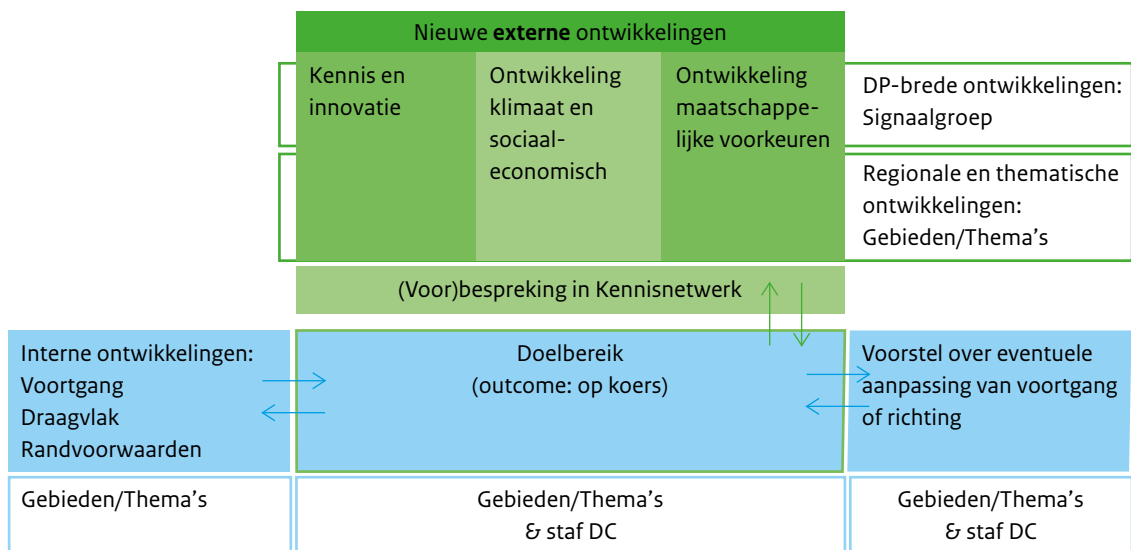 Nieuwe externe ontwikkelingen
Kennis en
innovatie
Ontwikkeling
klimaat en
sociaal-
economisch
Ontwikkeling
maatschappe-
lijke voorkeuren
DP-brede ontwikkelingen:
Signaalgroep
Regionale en thematische
ontwikkelingen:
Gebieden/Thema's
(Voor)bespreking in Kennisnetwerk
Interne ontwikkelingen:
Voortgang
Draagvlak
Randvoorwaarden
Doelbereik
(outcome: op koers)
Voorstel over eventuele
aanpassing van voortgang
of richting
Gebieden/Thema's
Gebieden/Thema's
& staf DC
Gebieden/Thema's
& staf DC